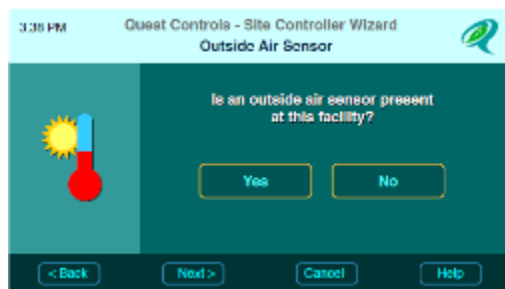 3:38 PM
Quest Controls - Site Controller Wizard
Outside Air Sensor
Is an outside air sensor present
at this facility?
Yes
No
< Back
Next >
Cancel
Help